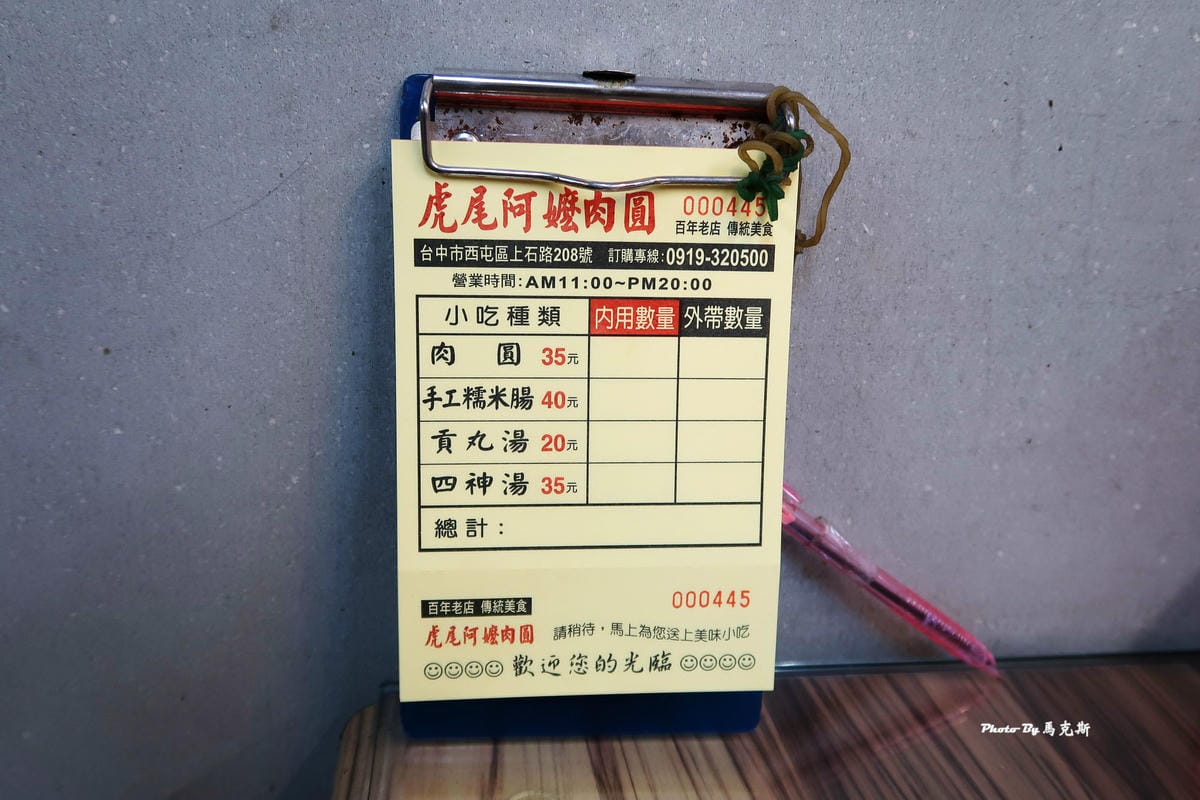 虎尾阿嬤肉圓 000445
百年老店 傳統美食
台中市西屯區上石路208號 訂購專線:0919-320500
營業時間:AM11:00~PM20:00
小吃種類 內用數量 外帶數量
肉圓 35元
手工糯米腸 40元
貢丸湯 20元
四神湯 35元
總計:
百年老店 傳統美食 000445
虎尾阿嬤肉圓 請稍待,馬上為您送上美味小吃
☺☺☺☺ 歡迎您的光臨 ☺☺☺☺
Photo By 馬克斯